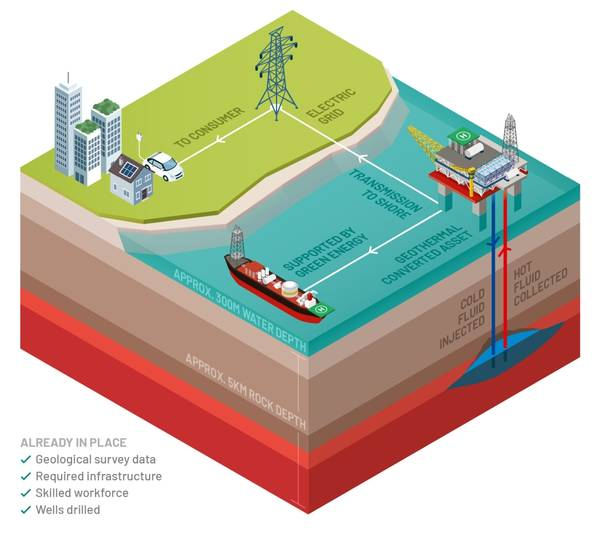 TO CONSUMER
ELECTRIC
GRID
H
TRANSMISSION
TO SHORE
SUPPORTED BY
GREEN ENERGY
GEOTHERMAL
CONVERTED ASSET
H
APPROX. 300M WATER DEPTH
COLD
FLUID
INJECTED
HOT
FLUID
COLLECTED
APPROX. 5KM ROCK DEPTH
ALREADY IN PLACE
Geological survey data
Required infrastructure
Skilled workforce
Wells drilled